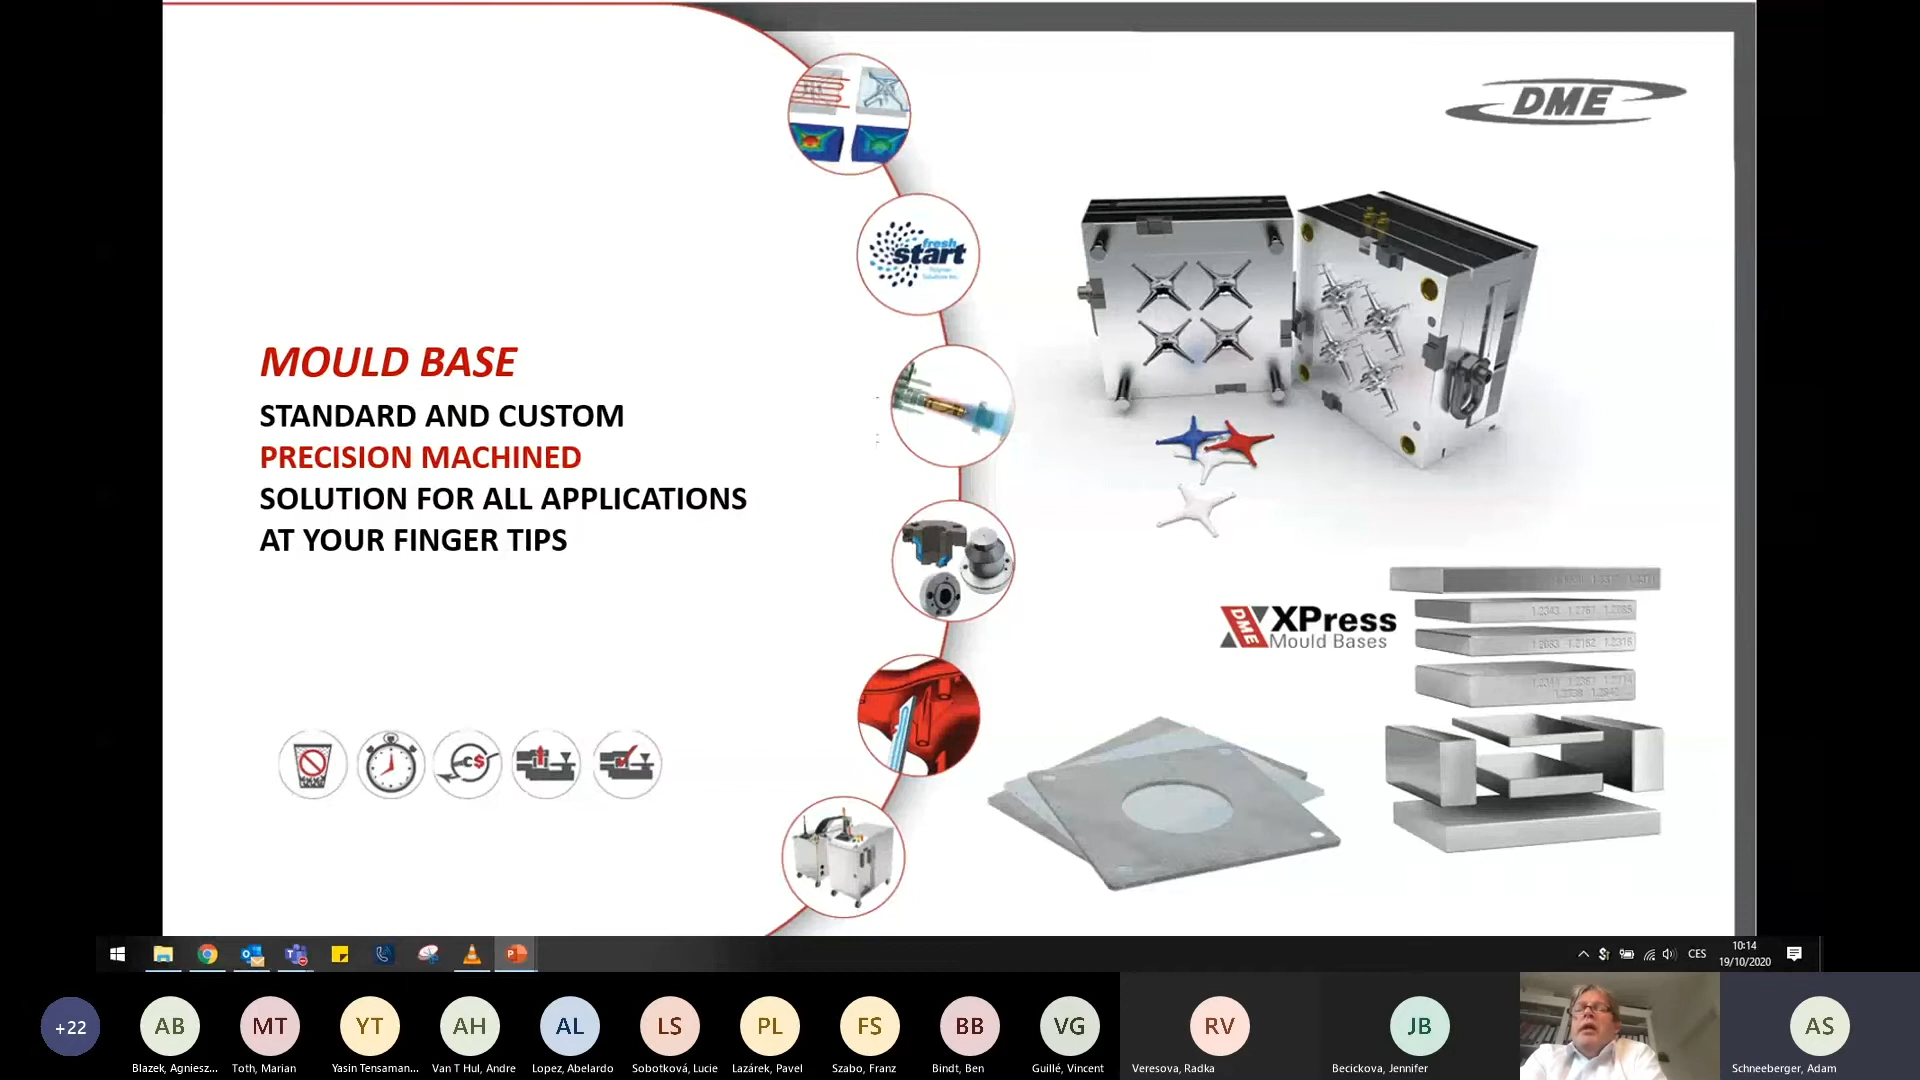 DME
fresh
start
MOULD BASE
STANDARD AND CUSTOM
PRECISION MACHINED
SOLUTION FOR ALL APPLICATIONS
AT YOUR FINGER TIPS
DME XPress
Mould Bases
C$
CES
10:14
19/10/2020
+22
AB
MT
YT
AH
AL
LS
PL
FS
BB
VG
RV
JB
AS
Blazek, Agniesz...
Toth, Marian
Yasin Tensaman...
Van T Hul, Andre
Lopez, Abelardo
Sobotková, Lucie
Lazárek, Pavel
Szabo, Franz
Bindt, Ben
Guillé, Vincent
Veresova, Radka
Becickova, Jennifer
Schneeberger, Adam